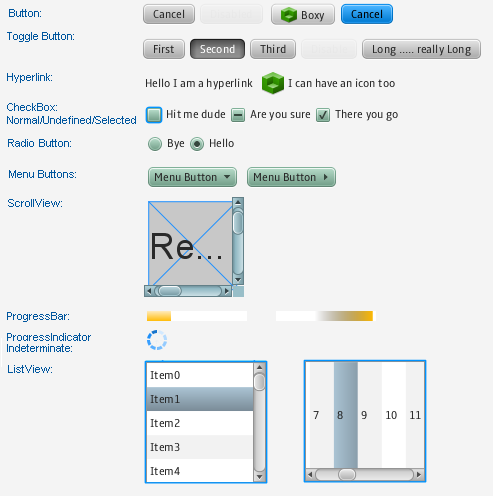 Button: Cancel Boxy Cancel
Toggle Button:
First Second Third Long ..... really Long
Hyperlink: Hello I am a hyperlink I can have an icon too
CheckBox:
Normal/Undefined/Selected Hit me dude Are you sure There you go
Radio Button: Bye Hello
Menu Buttons: Menu Button Menu Button
ScrollView:
Re...
ProgressBar:
ProgressIndicator
Indeterminate:
ListView:
Item0
Item1
Item2
Item3
Item4
7 8 9 10 11